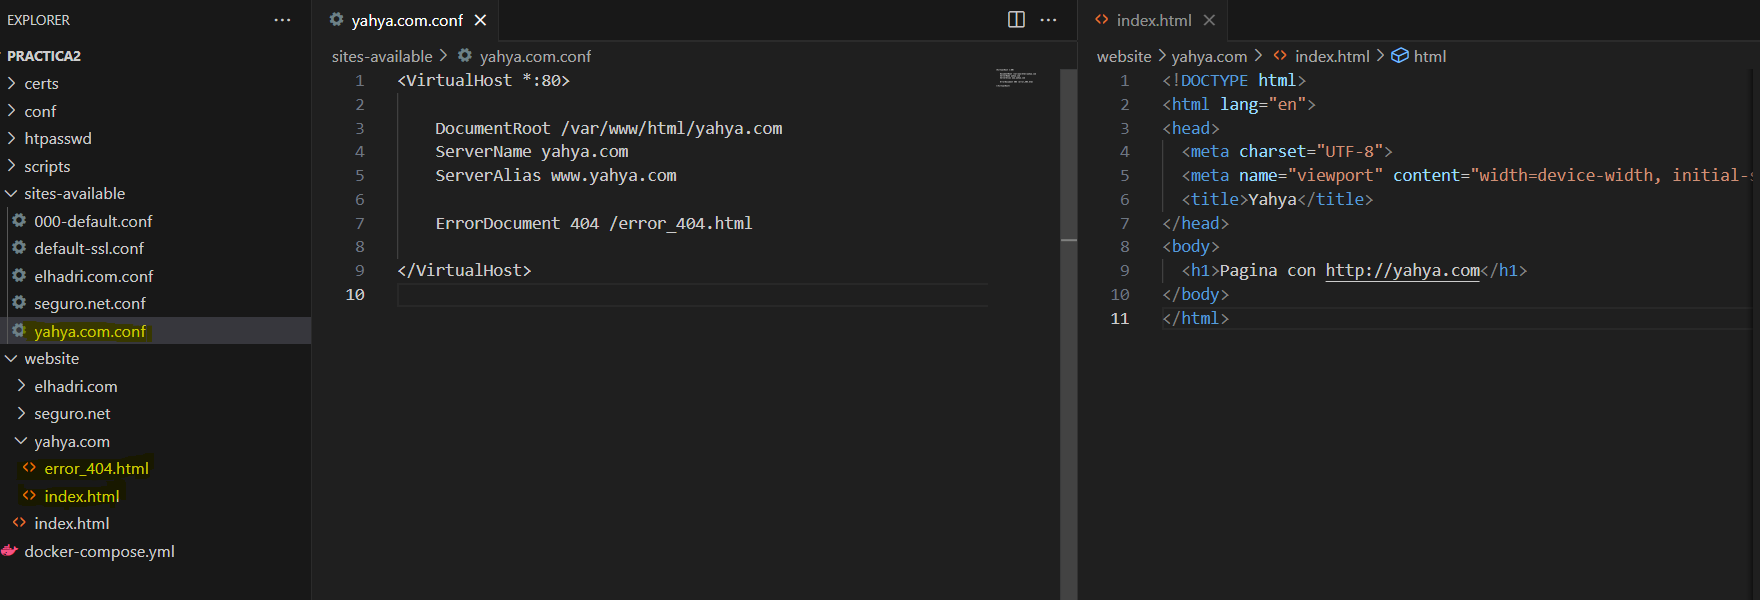 EXPLORER
PRACTICA2
certs
conf
htpasswd
scripts
sites-available
000-default.conf
default-ssl.conf
elhadri.com.conf
seguro.net.conf
yahya.com.conf
website
elhadri.com
seguro.net
yahya.com
error_404.html
index.html
index.html
docker-compose.yml
yahya.com.conf
sites-available > yahya.com.conf
1 <VirtualHost *:80>
2
3 DocumentRoot /var/www/html/yahya.com
4 ServerName yahya.com
5 ServerAlias www.yahya.com
6
7 ErrorDocument 404 /error_404.html
8
9 </VirtualHost>
10
index.html
website > yahya.com > index.html > html
1 <!DOCTYPE html>
2 <html lang="en">
3 <head>
4 <meta charset="UTF-8">
5 <meta name="viewport" content="width=device-width, initial-s
6 <title>Yahya</title>
7 </head>
8 <body>
9 <h1>Pagina con http://yahya.com</h1>
10 </body>
11 </html>